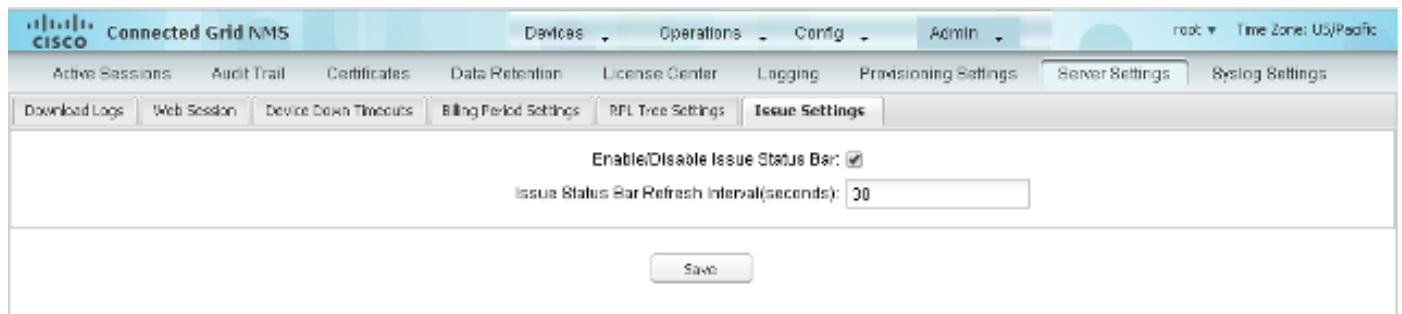 CISCO Connected Grid NMS Devices Operations Config Admin root Time Zone: US/Pacific
Active Sessions Audit Trail Certificates Data Retention License Center Logging Provisioning Settings Server Settings Syslog Settings
Download Logs Web Session Device Down Timeouts Billing Period Settings RPL Tree Settings Issue Settings
Enable/Disable Issue Status Bar:
Issue Status Bar Refresh Interval(seconds): 30
Save